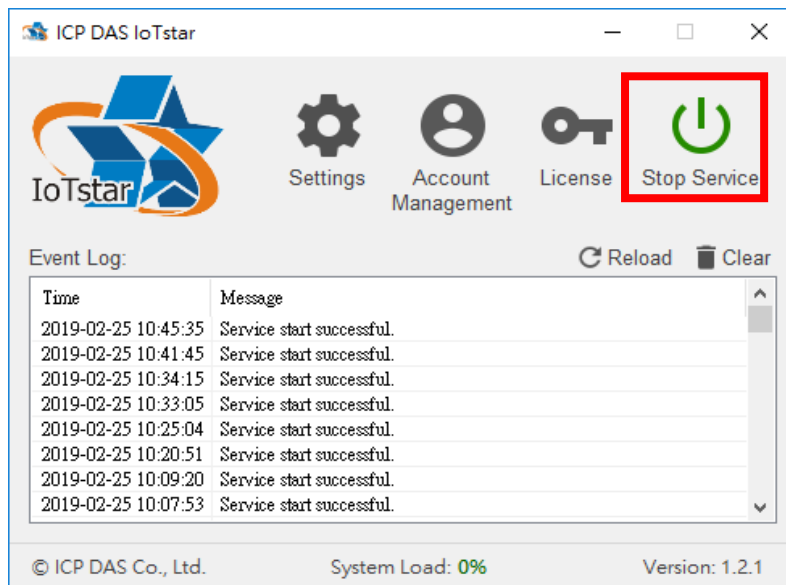 ICP DAS IoTstar
IoTstar
Settings
Account
Management
License
Stop Service
Event Log:
Reload
Clear
Time Message
2019-02-25 10:45:35 Service start successful.
2019-02-25 10:41:45 Service start successful.
2019-02-25 10:34:15 Service start successful.
2019-02-25 10:33:05 Service start successful.
2019-02-25 10:25:04 Service start successful.
2019-02-25 10:20:51 Service start successful.
2019-02-25 10:09:20 Service start successful.
2019-02-25 10:07:53 Service start successful.
© ICP DAS Co., Ltd. System Load: 0% Version: 1.2.1